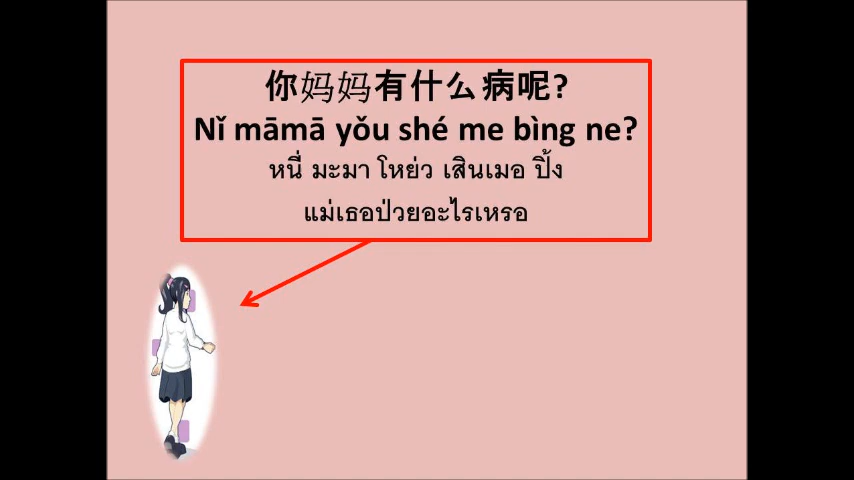 你妈妈有什么病呢?
Nǐ māmā yǒu shé me bìng ne?
หนี่ มะมา โหย่ว เสินเมอ ปิ้ง
แม่เธอป่วยอะไรเหรอ